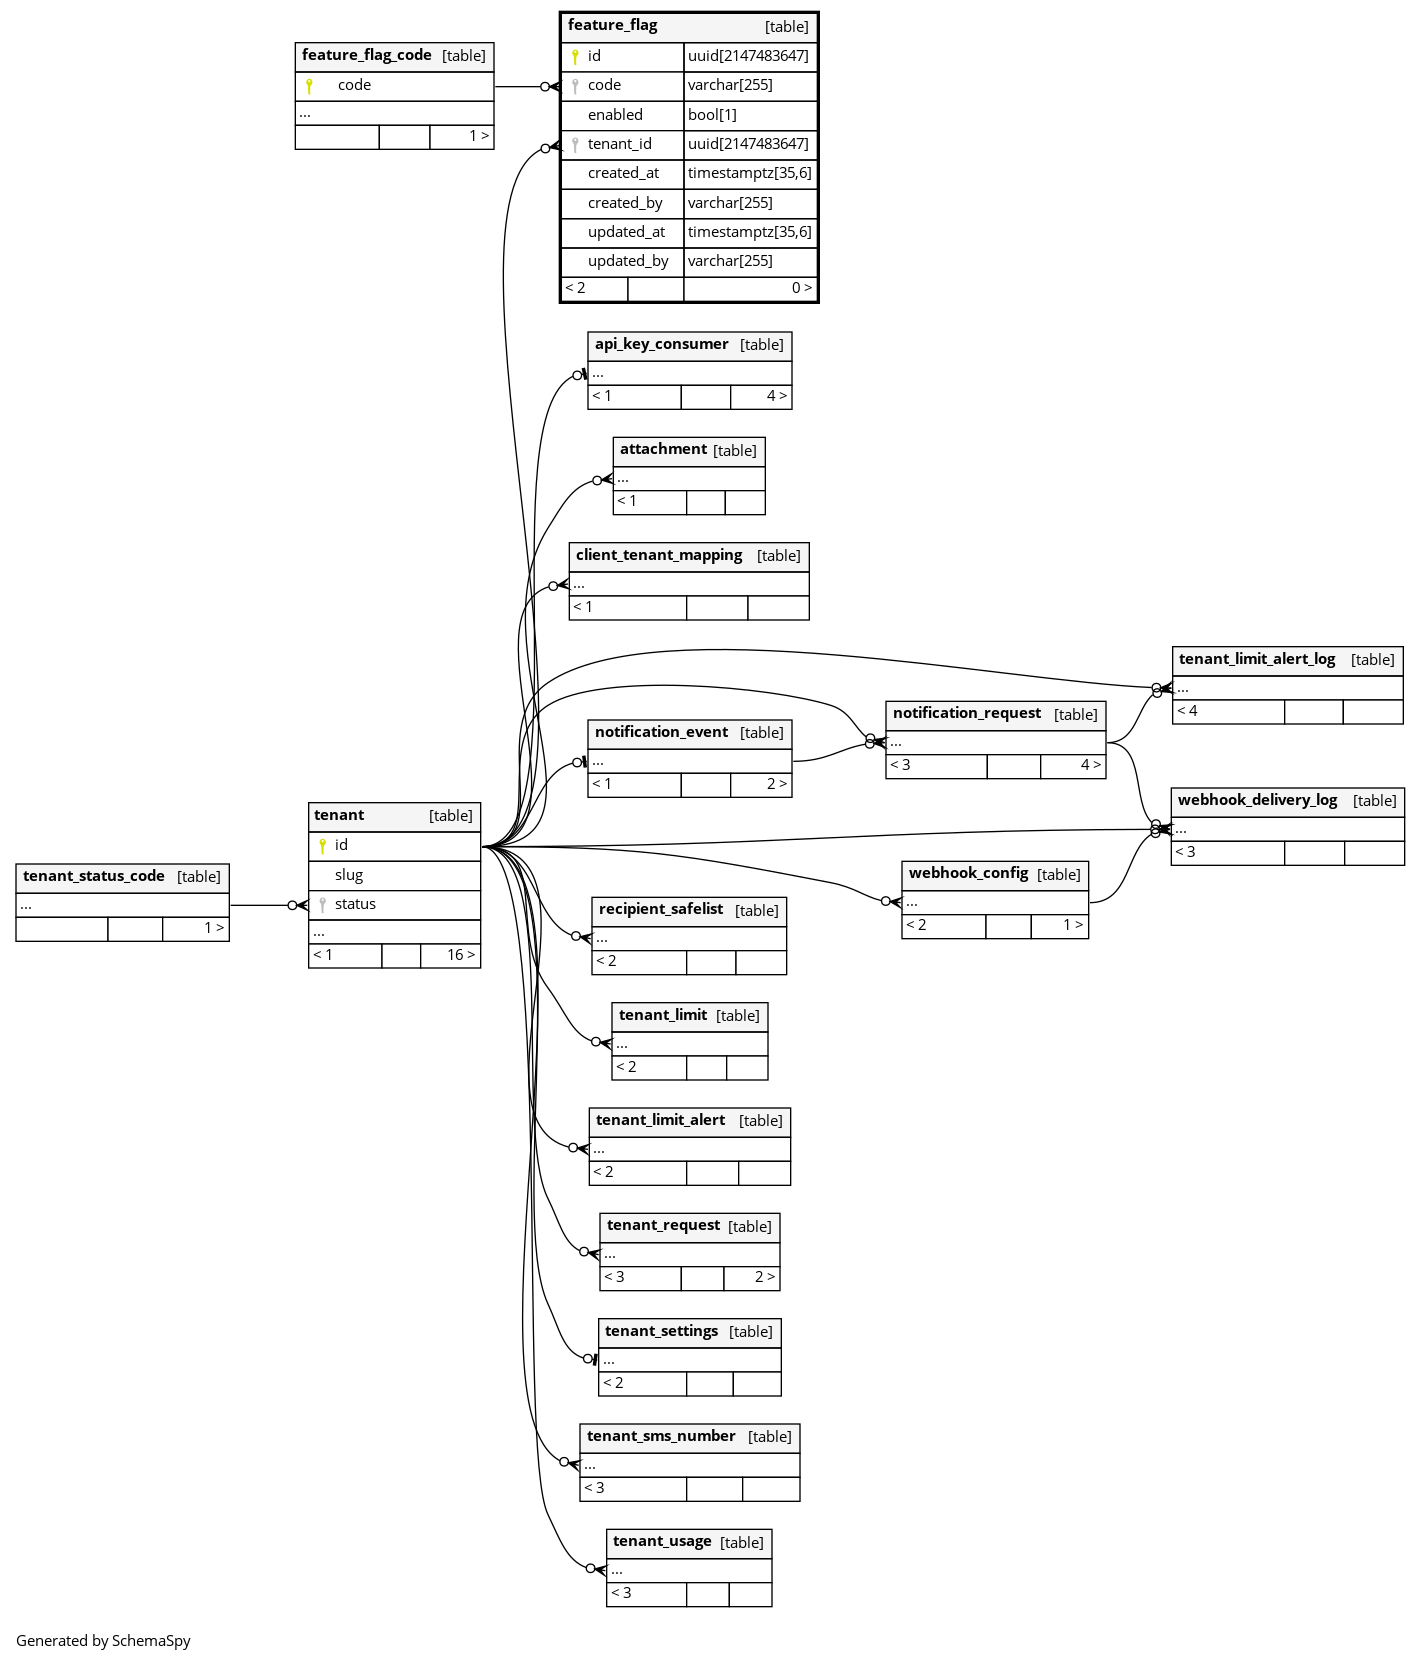 feature_flag [table]
id uuid[2147483647]
code varchar[255]
enabled bool[1]
tenant_id uuid[2147483647]
created_at timestamptz[35,6]
created_by varchar[255]
updated_at timestamptz[35,6]
updated_by varchar[255]
< 2 0 >
feature_flag_code [table]
code
...
1 >
api_key_consumer [table]
...
< 1 4 >
attachment [table]
...
< 1
client_tenant_mapping [table]
...
< 1
tenant_limit_alert_log [table]
...
< 4
notification_request [table]
...
< 3 4 >
notification_event [table]
...
< 1 2 >
webhook_delivery_log [table]
...
< 3
tenant [table]
id
slug
status
...
< 1 16 >
tenant_status_code [table]
...
1 >
webhook_config [table]
...
< 2 1 >
recipient_safelist [table]
...
< 2
tenant_limit [table]
...
< 2
tenant_limit_alert [table]
...
< 2
tenant_request [table]
...
< 3 2 >
tenant_settings [table]
...
< 2
tenant_sms_number [table]
...
< 3
tenant_usage [table]
...
< 3
Generated by SchemaSpy